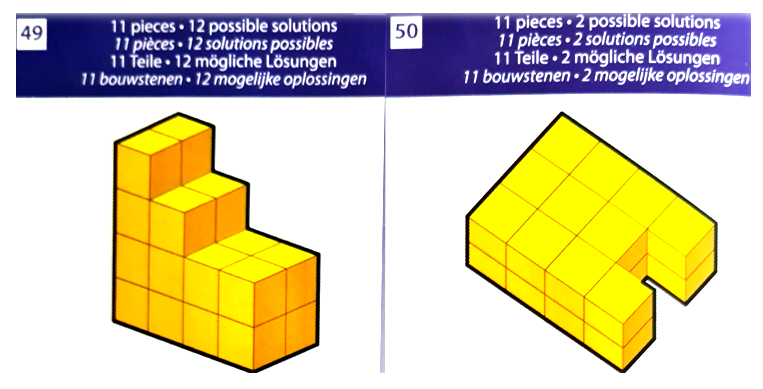 49
11 pieces • 12 possible solutions
11 pièces • 12 solutions possibles
11 Teile • 12 mögliche Lösungen
11 bouwstenen • 12 mogelijke oplossingen
50
11 pieces • 2 possible solutions
11 pièces • 2 solutions possibles
11 Teile • 2 mögliche Lösungen
11 bouwstenen • 2 mogelijke oplossingen